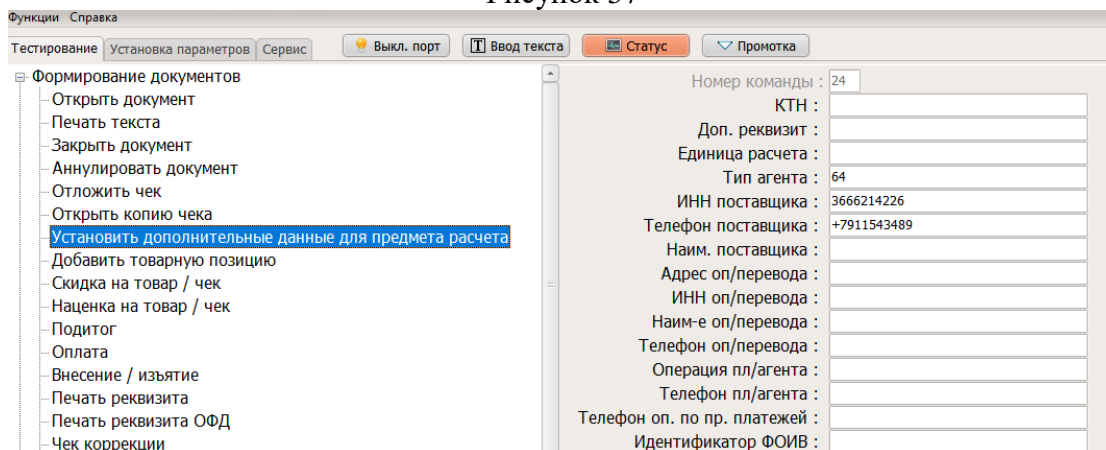 Функции Справка
Тестирование Установка параметров Сервис Выкл. порт Ввод текста Статус Промотка
Формирование документов
Открыть документ
Печать текста
Закрыть документ
Аннулировать документ
Отложить чек
Открыть копию чека
Установить дополнительные данные для предмета расчета
Добавить товарную позицию
Скидка на товар / чек
Наценка на товар / чек
Подитог
Оплата
Внесение / изъятие
Печать реквизита
Печать реквизита ОФД
Чек коррекции
Номер команды : 24
КТН :
Доп. реквизит :
Единица расчета :
Тип агента : 64
ИНН поставщика : 3666214226
Телефон поставщика : +7911543489
Наим. поставщика :
Адрес оп/перевода :
ИНН оп/перевода :
Наим-е оп/перевода :
Телефон оп/перевода :
Операция пл/агента :
Телефон пл/агента :
Телефон оп. по пр. платежей :
Идентификатор ФОИВ :